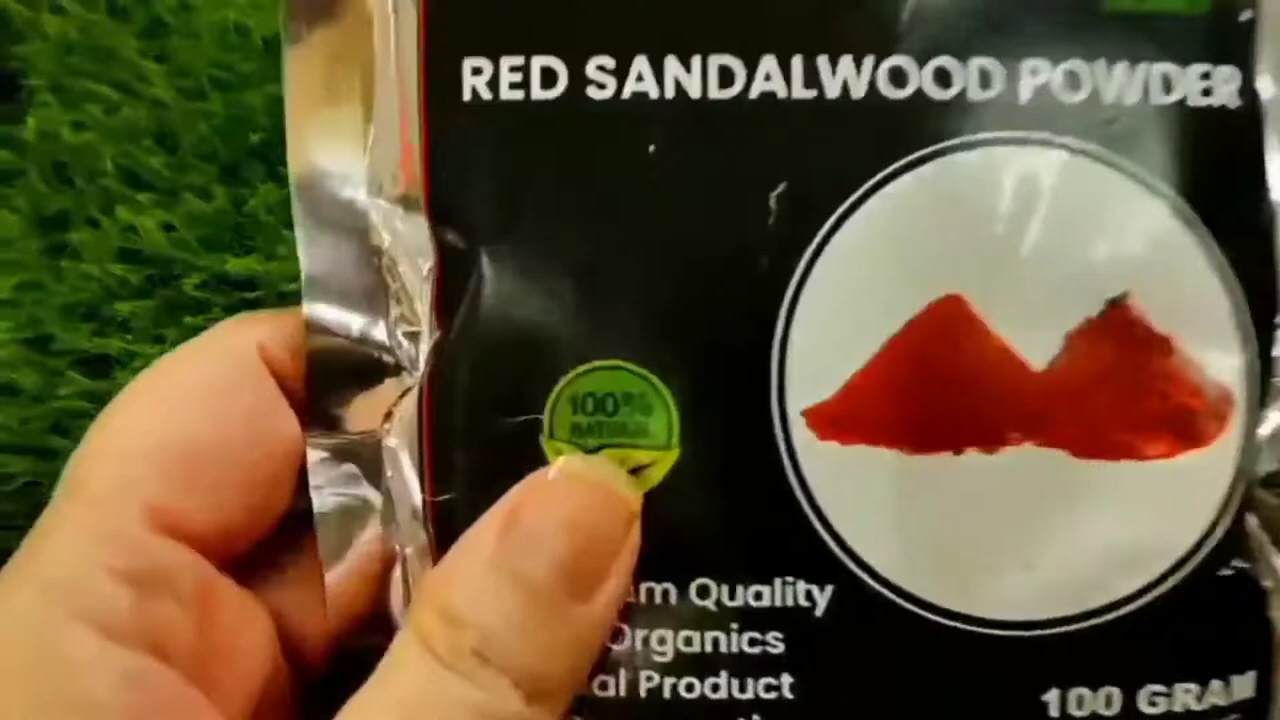 RED SANDALWOOD POWDER
100%
NATURAL
Quality
Organics
Product
100 GRAM